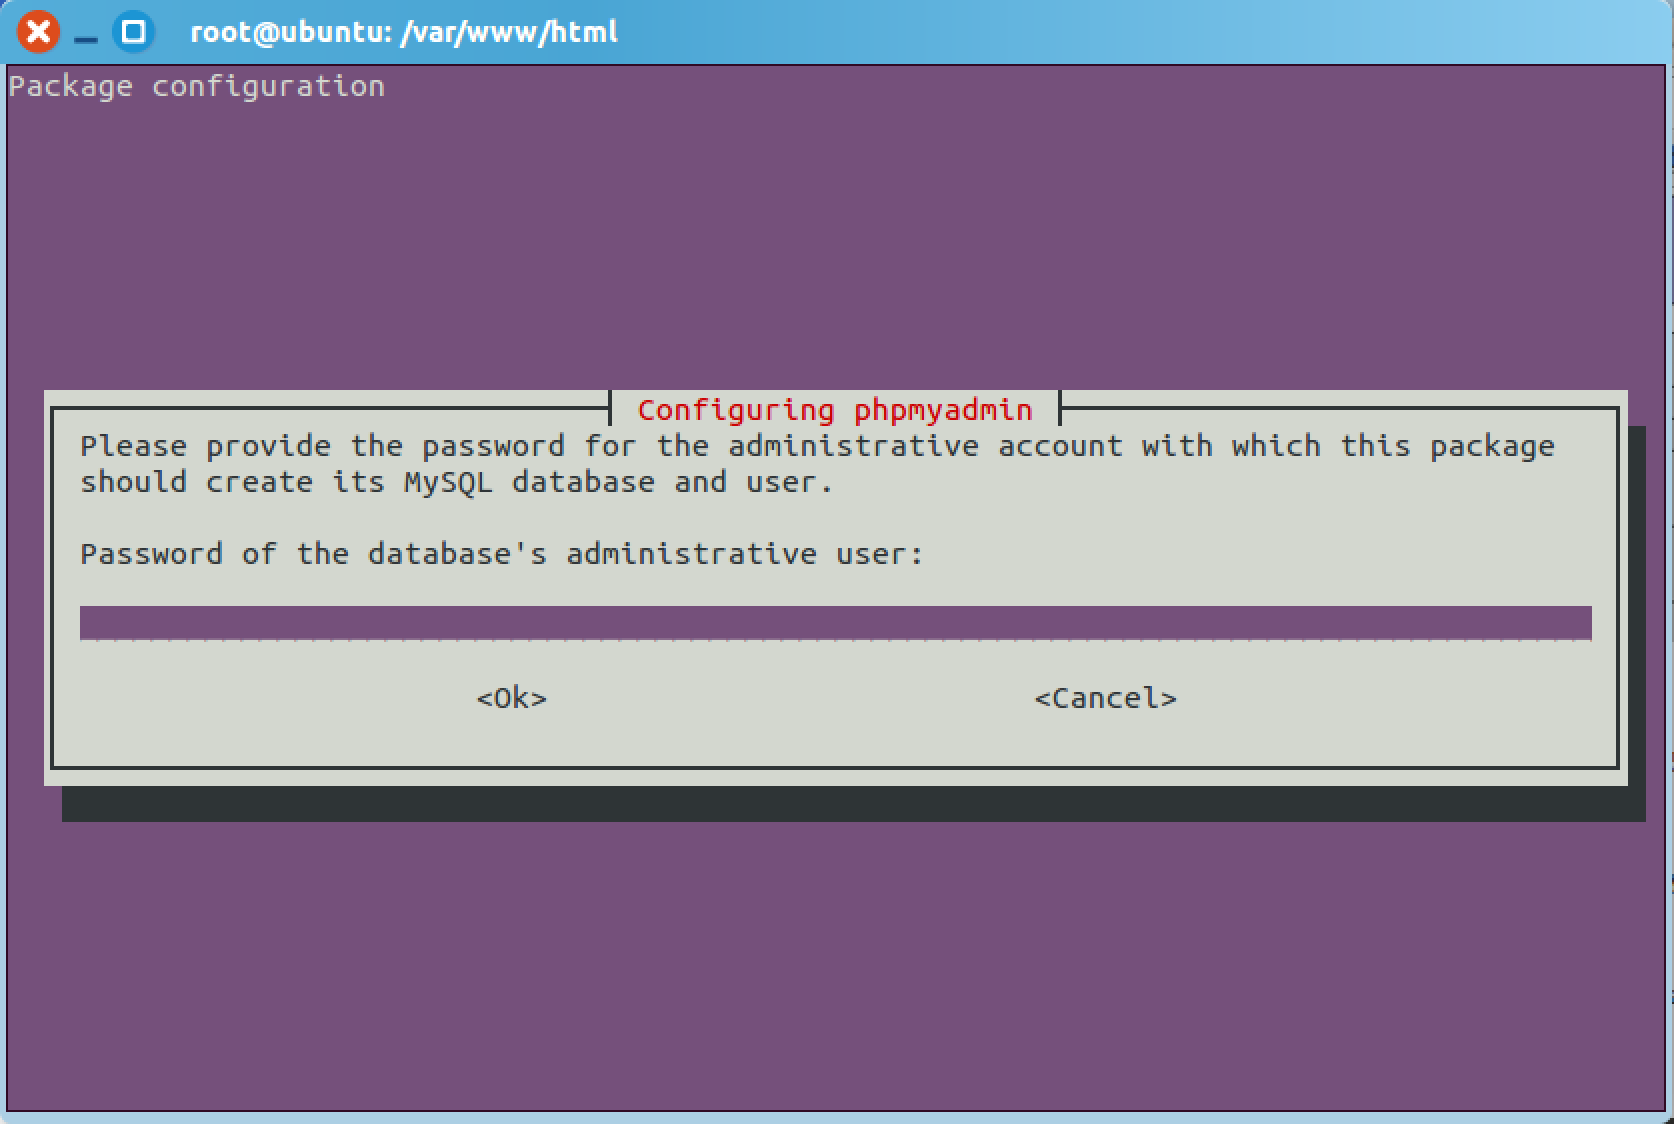 root@ubuntu: /var/www/html
Package configuration
Configuring phpmyadmin
Please provide the password for the administrative account with which this package
should create its MySQL database and user.
Password of the database's administrative user:
<Ok> <Cancel>